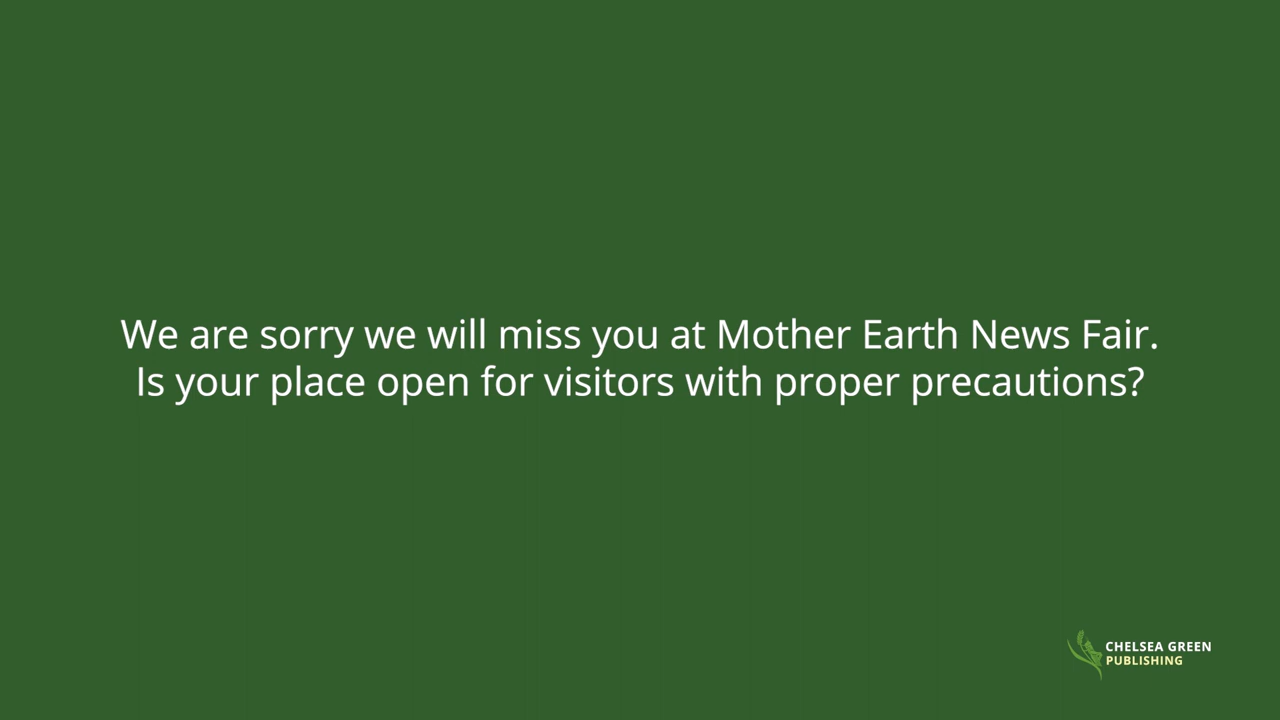 We are sorry we will miss you at Mother Earth News Fair.
Is your place open for visitors with proper precautions?
CHELSEA GREEN
PUBLISHING